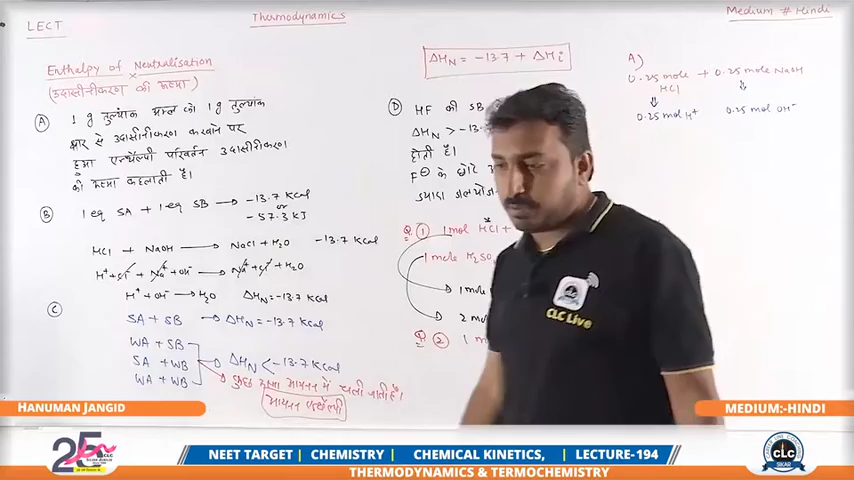 LECT
Thermodynamics
Medium # Hindi
Enthalpy of Neutralisation
(उदासीनीकरण की ऊष्मा)
(A) 1 g तुल्यांक अम्ल को 1 g तुल्यांक
क्षार से उदासीनीकरण करवाने पर
हुआ एन्थैल्पी परिवर्तन उदासीनीकरण
की ऊष्मा कहलाती है।
(B) 1 eq SA + 1 eq SB → -13.7 Kcal
or
- 57.3 KJ
HCl + NaOH → NaCl + H2O -13.7 Kcal
H+ + Cl- + Na+ + OH- → Na+ + Cl- + H2O
H+ + OH- → H2O ΔHN = -13.7 Kcal
(C)
SA + SB → ΔHN = -13.7 Kcal
WA + SB
SA + WB → ΔHN < -13.7 Kcal
WA + WB
कुछ ऊष्मा आयनन में चली जाती है।
आयनन एन्थैल्पी
ΔHN = -13.7 + ΔHi
(D) HF की SB
ΔHN > -13.
होती है।
F⊖ के छोटे
ज्यादा जलयोज
Q. (1) 1 mol HCl +
1 mole H2SO
1 mol
2 mol
Q. (2) 1 m
A)
0.25 mole + 0.25 mole NaOH
HCl
0.25 mol H+ 0.25 mol OH-
CLC Live
HANUMAN JANGID
MEDIUM:-HINDI
25
NEET TARGET | CHEMISTRY | CHEMICAL KINETICS, | LECTURE-194
THERMODYNAMICS & TERMOCHEMISTRY
CLC
SIKAR